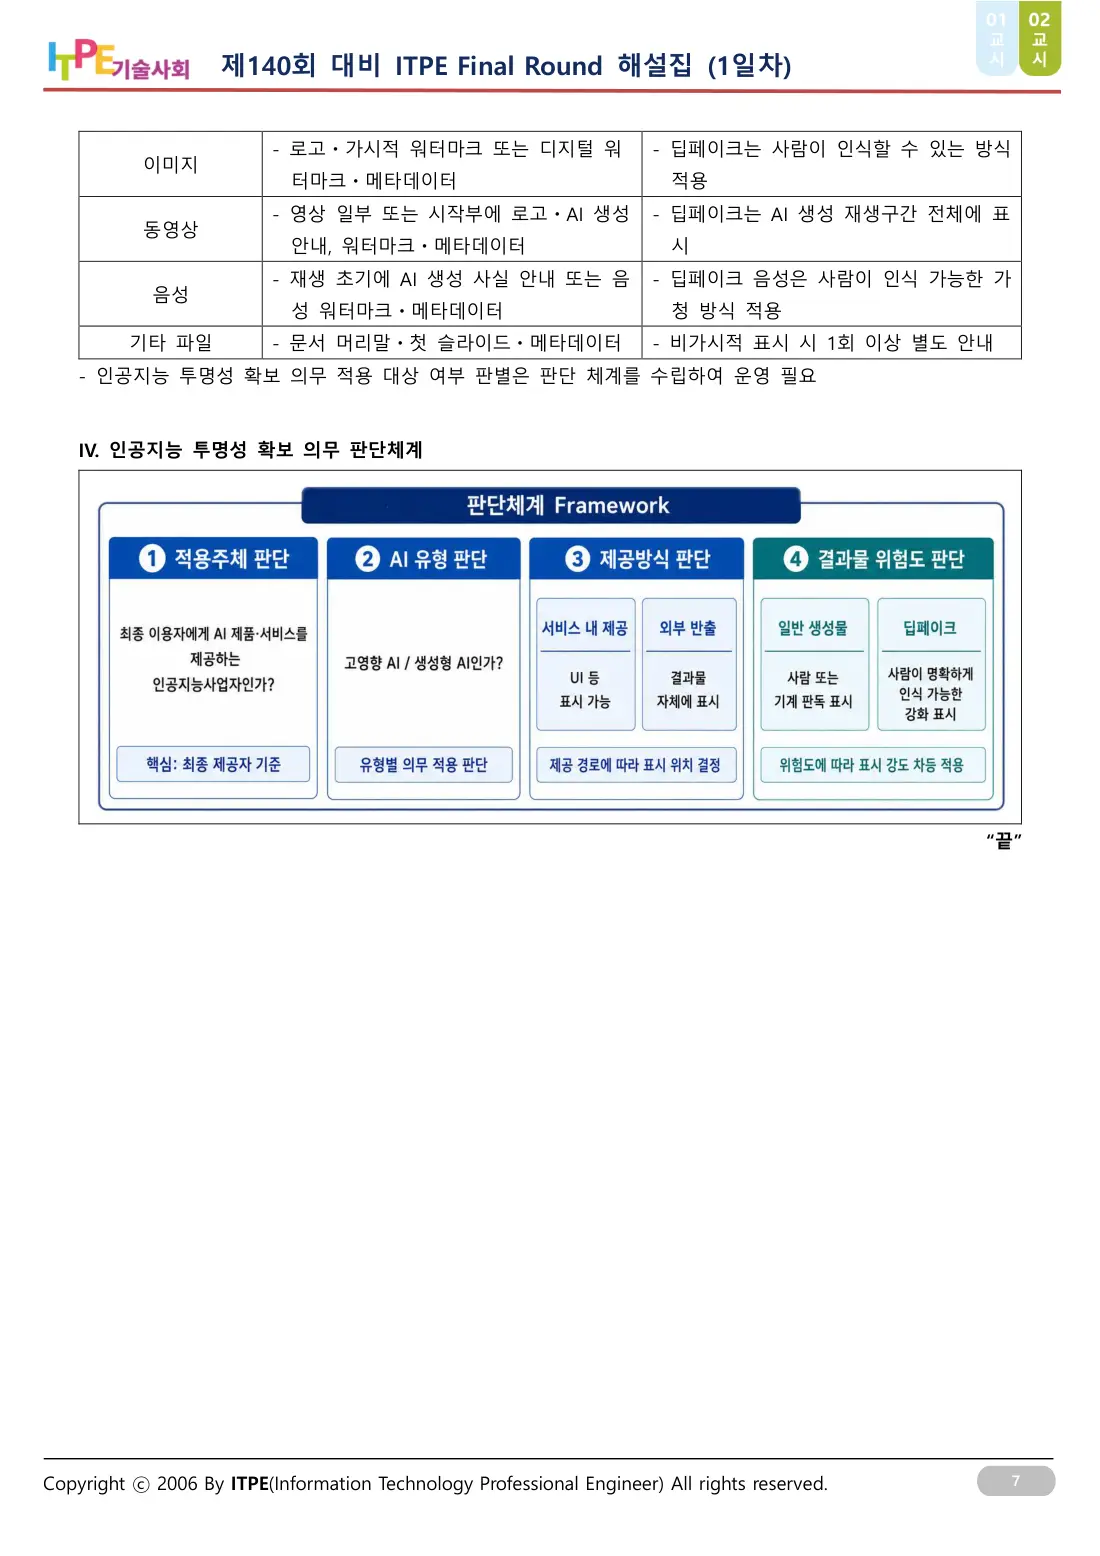 01
교
시
02
교
시
ITPE기술사회
제140회 대비 ITPE Final Round 해설집 (1일차)
이미지
- 로고・가시적 워터마크 또는 디지털 워
터마크・메타데이터
- 딥페이크는 사람이 인식할 수 있는 방식
적용
동영상
- 영상 일부 또는 시작부에 로고・AI 생성
안내, 워터마크・메타데이터
- 딥페이크는 AI 생성 재생구간 전체에 표
시
음성
- 재생 초기에 AI 생성 사실 안내 또는 음
성 워터마크・메타데이터
- 딥페이크 음성은 사람이 인식 가능한 가
청 방식 적용
기타 파일
- 문서 머리말・첫 슬라이드・메타데이터
- 비가시적 표시 시 1회 이상 별도 안내
- 인공지능 투명성 확보 의무 적용 대상 여부 판별은 판단 체계를 수립하여 운영 필요
IV. 인공지능 투명성 확보 의무 판단체계
판단체계 Framework
1 적용주체 판단
최종 이용자에게 AI 제품·서비스를
제공하는
인공지능사업자인가?
핵심: 최종 제공자 기준
2 AI 유형 판단
고영향 AI / 생성형 AI인가?
유형별 의무 적용 판단
3 제공방식 판단
서비스 내 제공
UI 등
표시 가능
외부 반출
결과물
자체에 표시
제공 경로에 따라 표시 위치 결정
4 결과물 위험도 판단
일반 생성물
사람 또는
기계 판독 표시
딥페이크
사람이 명확하게
인식 가능한
강화 표시
위험도에 따라 표시 강도 차등 적용
“끝”
Copyright ⓒ 2006 By ITPE(Information Technology Professional Engineer) All rights reserved.
7